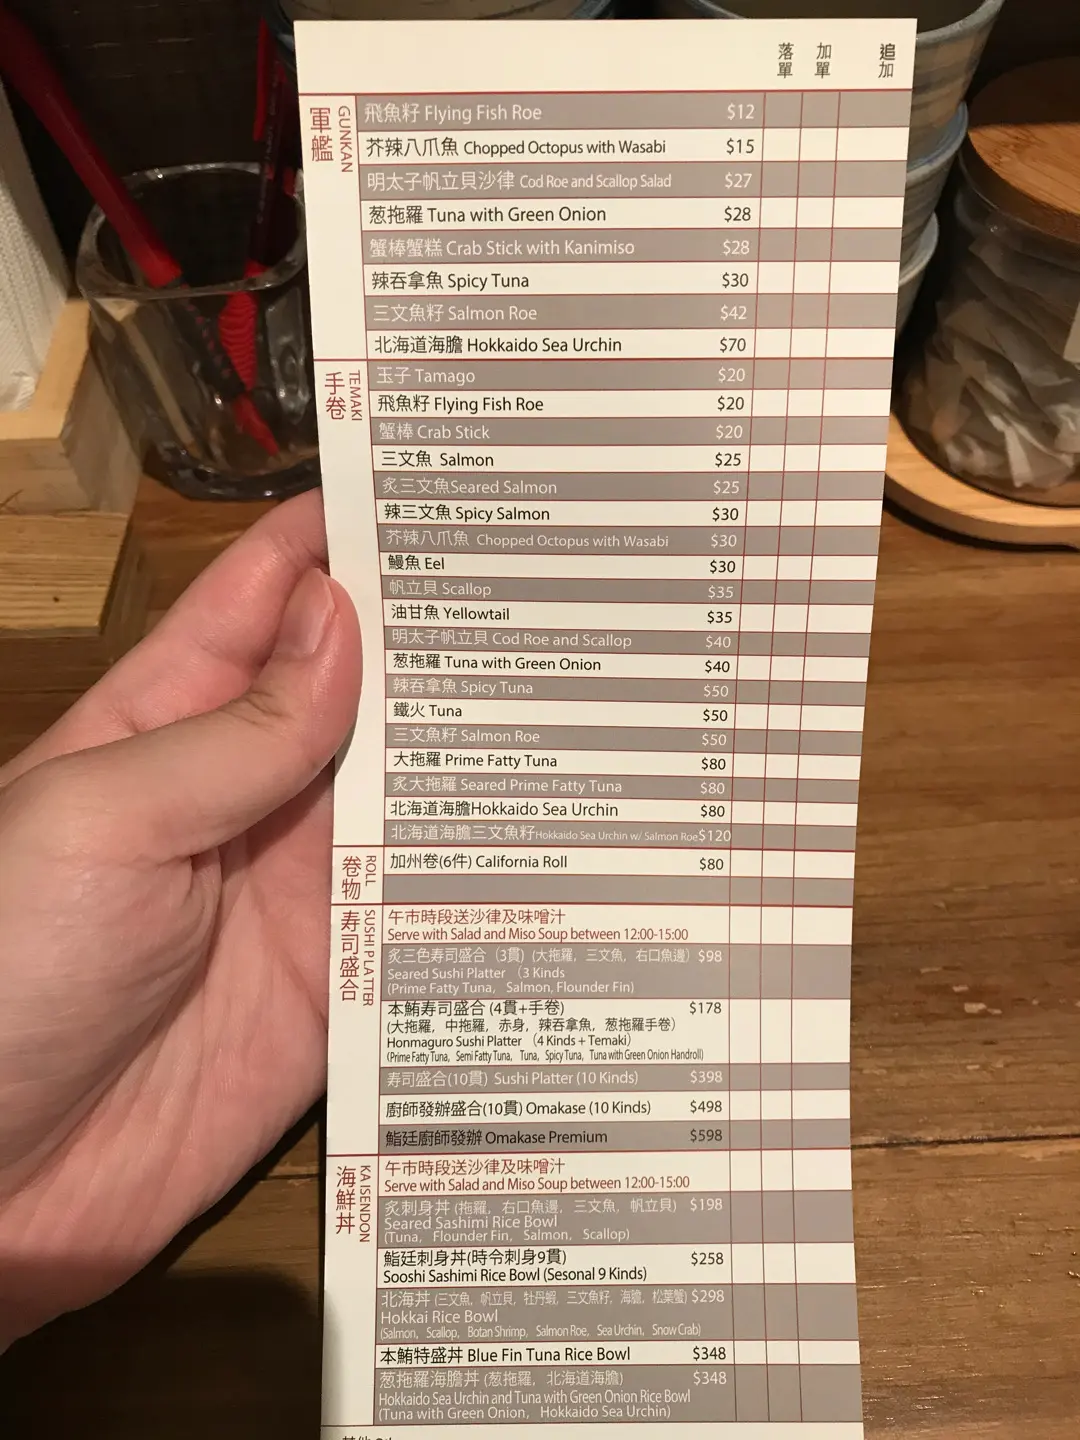 落單 加單 追加
軍艦 GUNKAN
飛魚籽 Flying Fish Roe $12
芥辣八爪魚 Chopped Octopus with Wasabi $15
明太子帆立貝沙律 Cod Roe and Scallop Salad $27
葱拖羅 Tuna with Green Onion $28
蟹棒蟹糕 Crab Stick with Kanimiso $28
辣吞拿魚 Spicy Tuna $30
三文魚籽 Salmon Roe $42
北海道海膽 Hokkaido Sea Urchin $70
手卷 TEMAKI
玉子 Tamago $20
飛魚籽 Flying Fish Roe $20
蟹棒 Crab Stick $20
三文魚 Salmon $25
炙三文魚Seared Salmon $25
辣三文魚 Spicy Salmon $30
芥辣八爪魚 Chopped Octopus with Wasabi $30
鰻魚 Eel $30
帆立貝 Scallop $35
油甘魚 Yellowtail $35
明太子帆立貝 Cod Roe and Scallop $40
葱拖羅 Tuna with Green Onion $40
辣吞拿魚 Spicy Tuna $50
鐵火 Tuna $50
三文魚籽 Salmon Roe $50
大拖羅 Prime Fatty Tuna $80
炙大拖羅 Seared Prime Fatty Tuna $80
北海道海膽Hokkaido Sea Urchin $80
北海道海膽三文魚籽Hokkaido Sea Urchin w/ Salmon Roe $120
卷物 ROLL
加州卷(6件) California Roll $80
寿司盛合 SUSHI PLATTER
午市時段送沙律及味噌汁
Serve with Salad and Miso Soup between 12:00-15:00
炙三色寿司盛合 (3貫) (大拖羅, 三文魚, 右口魚邊) $98
Seared Sushi Platter (3 Kinds
(Prime Fatty Tuna, Salmon, Flounder Fin)
本鮪寿司盛合 (4貫+手卷) $178
(大拖羅, 中拖羅, 赤身, 辣吞拿魚, 葱拖羅手卷)
Honmaguro Sushi Platter (4 Kinds + Temaki)
(Prime Fatty Tuna, Semi Fatty Tuna, Tuna, Spicy Tuna, Tuna with Green Onion Handroll)
寿司盛合(10貫) Sushi Platter (10 Kinds) $398
廚師發辦盛合(10貫) Omakase (10 Kinds) $498
鮨廷廚師發辦 Omakase Premium $598
海鮮丼 KAISENDON
午市時段送沙律及味噌汁
Serve with Salad and Miso Soup between 12:00-15:00
炙刺身丼 (拖羅, 右口魚邊, 三文魚, 帆立貝) $198
Seared Sashimi Rice Bowl
(Tuna, Flounder Fin, Salmon, Scallop)
鮨廷刺身丼(時令刺身9貫) $258
Sooshi Sashimi Rice Bowl (Sesonal 9 Kinds)
北海丼 (三文魚, 帆立貝, 牡丹蝦, 三文魚籽, 海膽, 松葉蟹) $298
Hokkai Rice Bowl
(Salmon, Scallop, Botan Shrimp, Salmon Roe, Sea Urchin, Snow Crab)
本鮪特盛丼 Blue Fin Tuna Rice Bowl $348
葱拖羅海膽丼 (葱拖羅, 北海道海膽) $348
Hokkaido Sea Urchin and Tuna with Green Onion Rice Bowl
(Tuna with Green Onion, Hokkaido Sea Urchin)